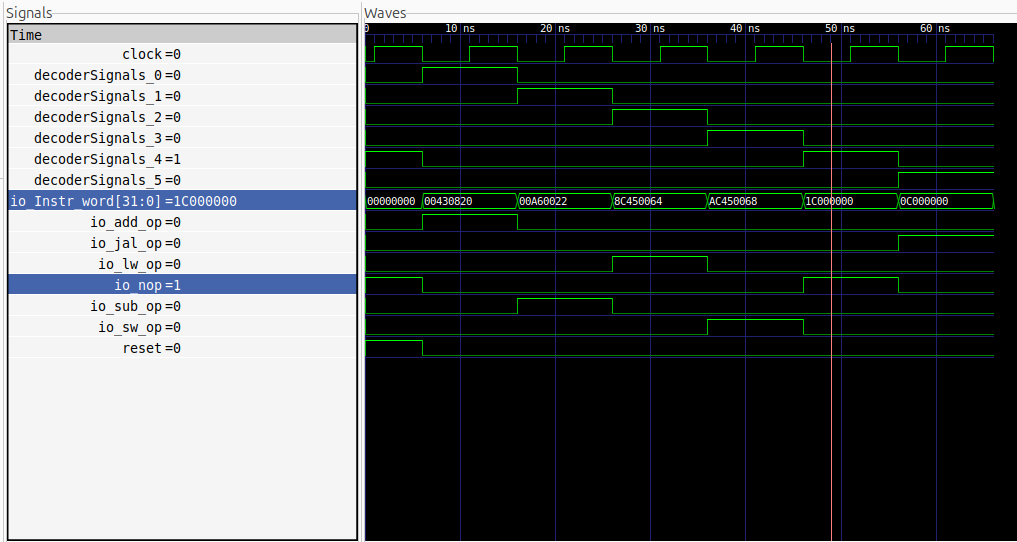 Signals
Waves
Time
0 10 ns 20 ns 30 ns 40 ns 50 ns 60 ns
clock=0
decoderSignals_0=0
decoderSignals_1=0
decoderSignals_2=0
decoderSignals_3=0
decoderSignals_4=1
decoderSignals_5=0
io_Instr_word[31:0]=1C000000
00000000 00430820 00A60022 8C450064 AC450068 1C000000 0C000000
io_add_op=0
io_jal_op=0
io_lw_op=0
io_nop=1
io_sub_op=0
io_sw_op=0
reset=0